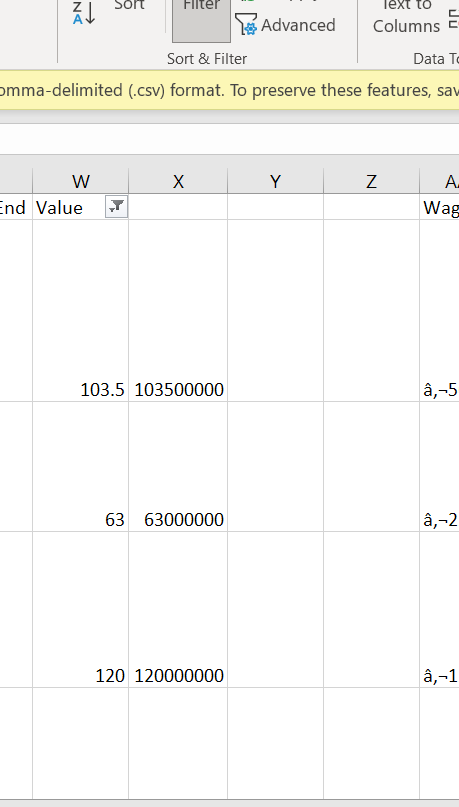 Z
A
Sort
Filter
Advanced
Text to
Columns
Sort & Filter
Data To
omma-delimited (.csv) format. To preserve these features, sav
W X Y Z A
End Value Wag
103.5 103500000 â‚¬5
63 63000000 â‚¬2
120 120000000 â‚¬1